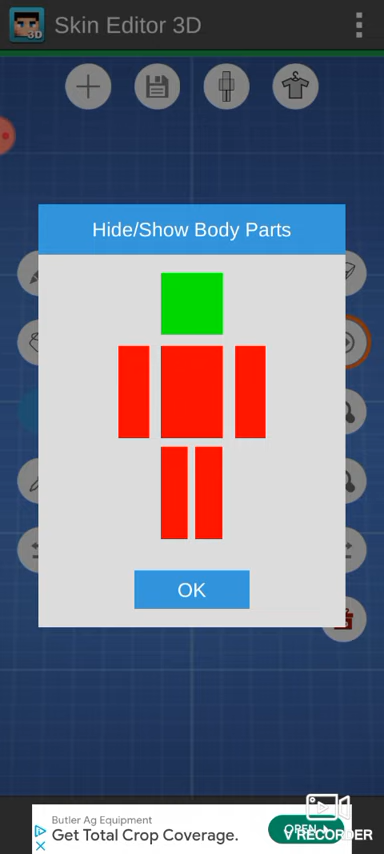 3D
Skin Editor 3D
Hide/Show Body Parts
OK
Butler Ag Equipment
Get Total Crop Coverage.
OPEN
V RECORDER